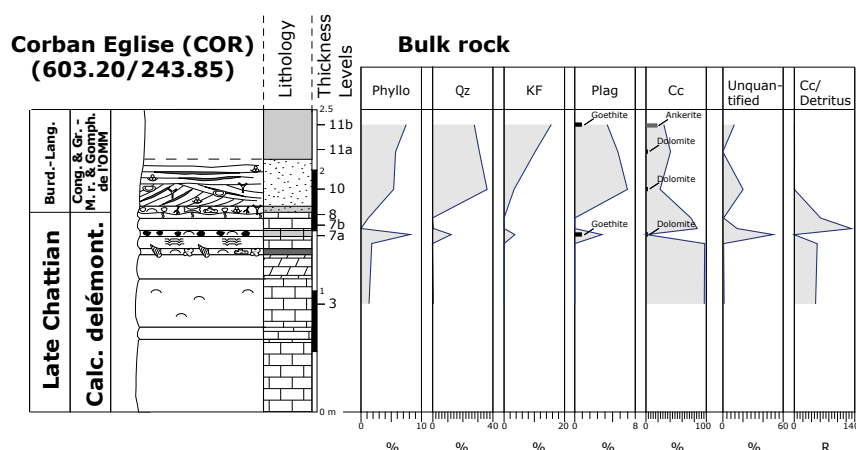 Corban Eglise (COR)
(603.20/243.85)
Lithology
Thickness
Levels
Bulk rock
Phyllo
Qz
KF
Plag
Cc
Unquan-
tified
Cc/
Detritus
Burd.-Lang.
Cong. & Gr. -
M. r. & Gomph.
de l'OMM
Late Chattian
Calc. delémont.
2.5
11b
11a
2
10
8
7b
7a
1
3
0 m
Goethite
Ankerite
Dolomite
Dolomite
Goethite
Dolomite
0 10
0 40
0 20
0 8
0 100
0 60
0 140
% % % % % % R